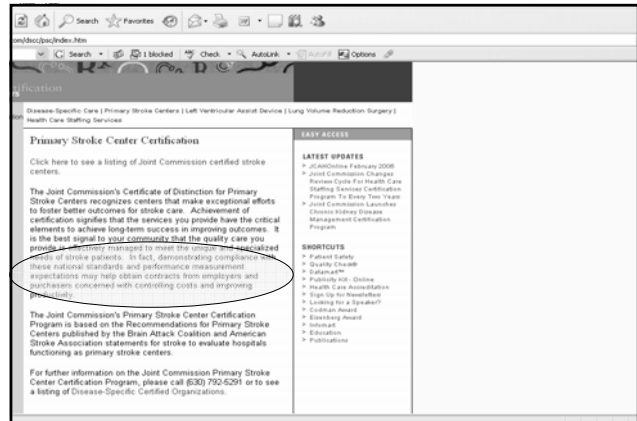 Search Favorites
com/dscc/psc/index.htm
Search 1 blocked Check AutoLink AutoFill Options
tification
Disease-Specific Care | Primary Stroke Centers | Left Ventricular Assist Device | Lung Volume Reduction Surgery |
Health Care Staffing Services
Primary Stroke Center Certification
Click here to see a listing of Joint Commission certified stroke
centers.
The Joint Commission's Certificate of Distinction for Primary
Stroke Centers recognizes centers that make exceptional efforts
to foster better outcomes for stroke care. Achievement of
certification signifies that the services you provide have the critical
elements to achieve long-term success in improving outcomes. It
is the best signal to your community that the quality care you
provide is effectively managed to meet the unique and specialized
needs of stroke patients. In fact, demonstrating compliance with
these national standards and performance measurement
expectations may help obtain contracts from employers and
purchasers concerned with controlling costs and improving
productivity.
The Joint Commission's Primary Stroke Center Certification
Program is based on the Recommendations for Primary Stroke
Centers published by the Brain Attack Coalition and American
Stroke Association statements for stroke to evaluate hospitals
functioning as primary stroke centers.
For further information on the Joint Commission Primary Stroke
Center Certification Program, please call (630) 792-5291 or to see
a listing of Disease-Specific Certified Organizations.
EASY ACCESS
LATEST UPDATES
> JCAHOnline February 2006
> Joint Commission Changes
Review Cycle For Health Care
Staffing Services Certification
Program To Every Two Years
> Joint Commission Launches
Chronic Kidney Disease
Management Certification
Program
SHORTCUTS
> Patient Safety
> Quality Check®
> Datamart™
> Publicity Kit - Online
> Health Care Accreditation
> Sign Up for Newsletters!
> Looking for a Speaker?
> Codman Award
> Eisenberg Award
> Infomart
> Education
> Publications